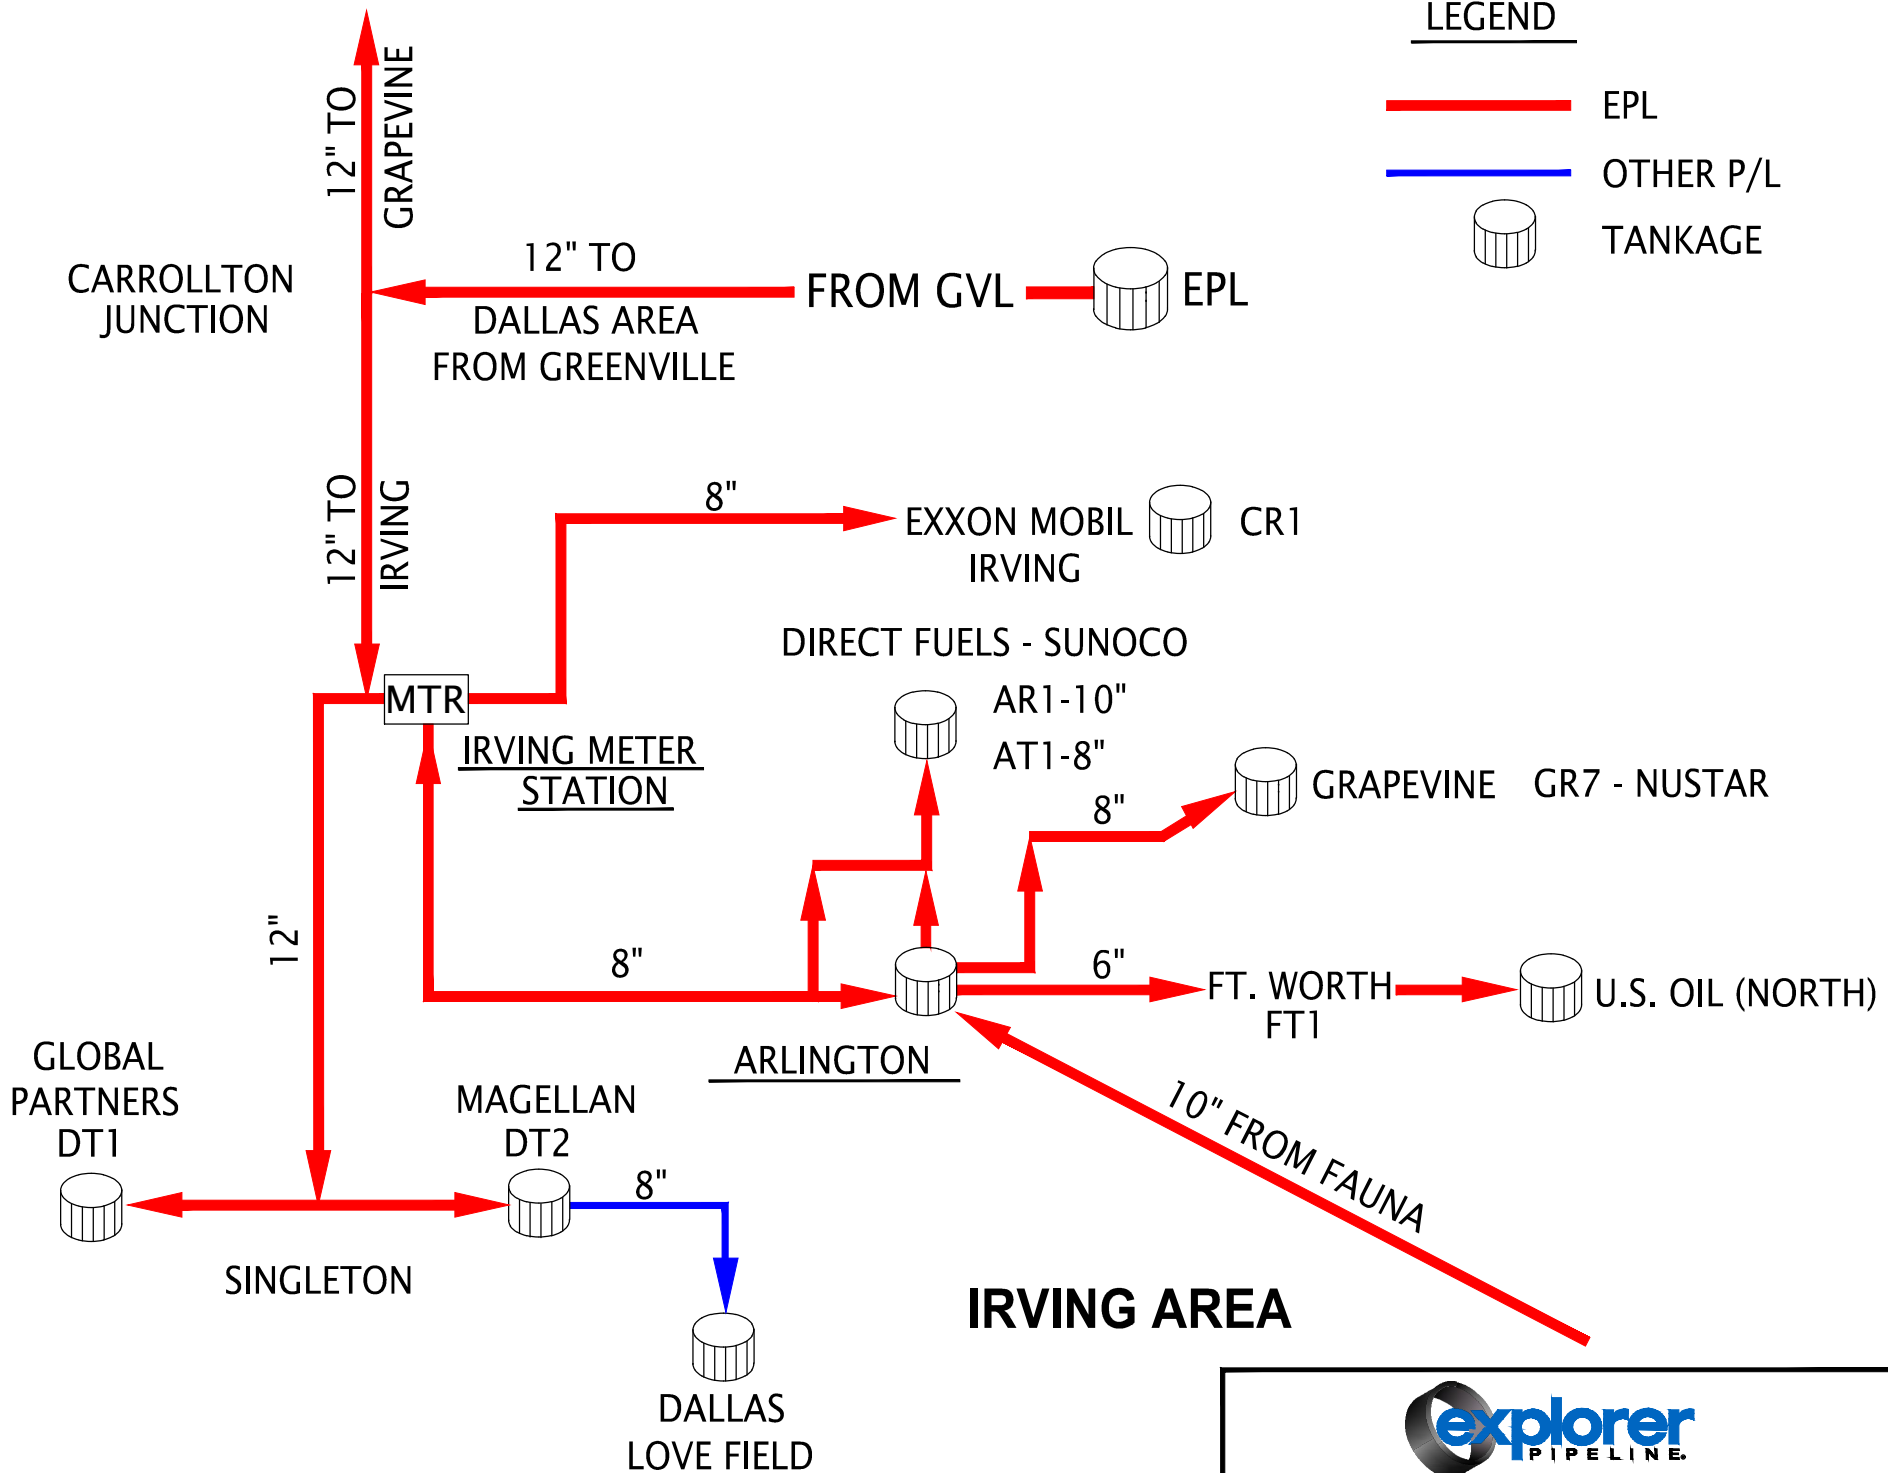 LEGEND
EPL
OTHER P/L
TANKAGE
12" TO
GRAPEVINE
CARROLLTON
JUNCTION
12" TO
DALLAS AREA
FROM GREENVILLE
FROM GVL
EPL
12" TO
IRVING
8"
EXXON MOBIL
IRVING
CR1
DIRECT FUELS - SUNOCO
AR1-10"
AT1-8"
MTR
IRVING METER
STATION
8"
GRAPEVINE GR7 - NUSTAR
12"
8"
6"
FT. WORTH
FT1
U.S. OIL (NORTH)
ARLINGTON
10" FROM FAUNA
GLOBAL
PARTNERS
DT1
MAGELLAN
DT2
8"
SINGLETON
DALLAS
LOVE FIELD
IRVING AREA
explorer
PIPELINE.